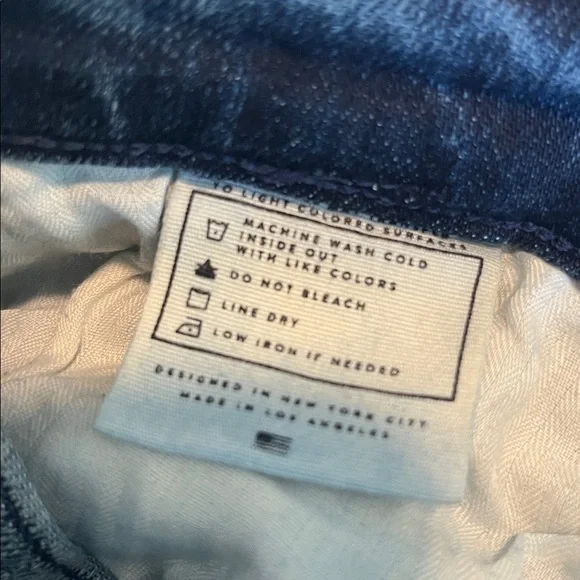 TO LIGHT COLORED SURFACES
MACHINE WASH COLD
INSIDE OUT
WITH LIKE COLORS
DO NOT BLEACH
LINE DRY
LOW IRON IF NEEDED
DESIGNED IN NEW YORK CITY
MADE IN LOS ANGELES